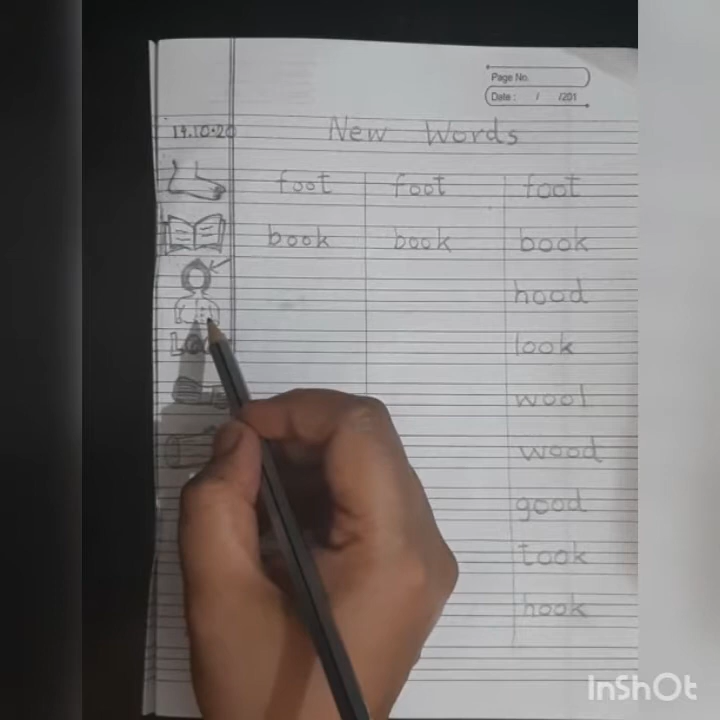 Page No.
Date : / /201
19.10.20 New Words
foot foot foot
book book book
hood
look
wool
wood
good
took
hook
InShOt